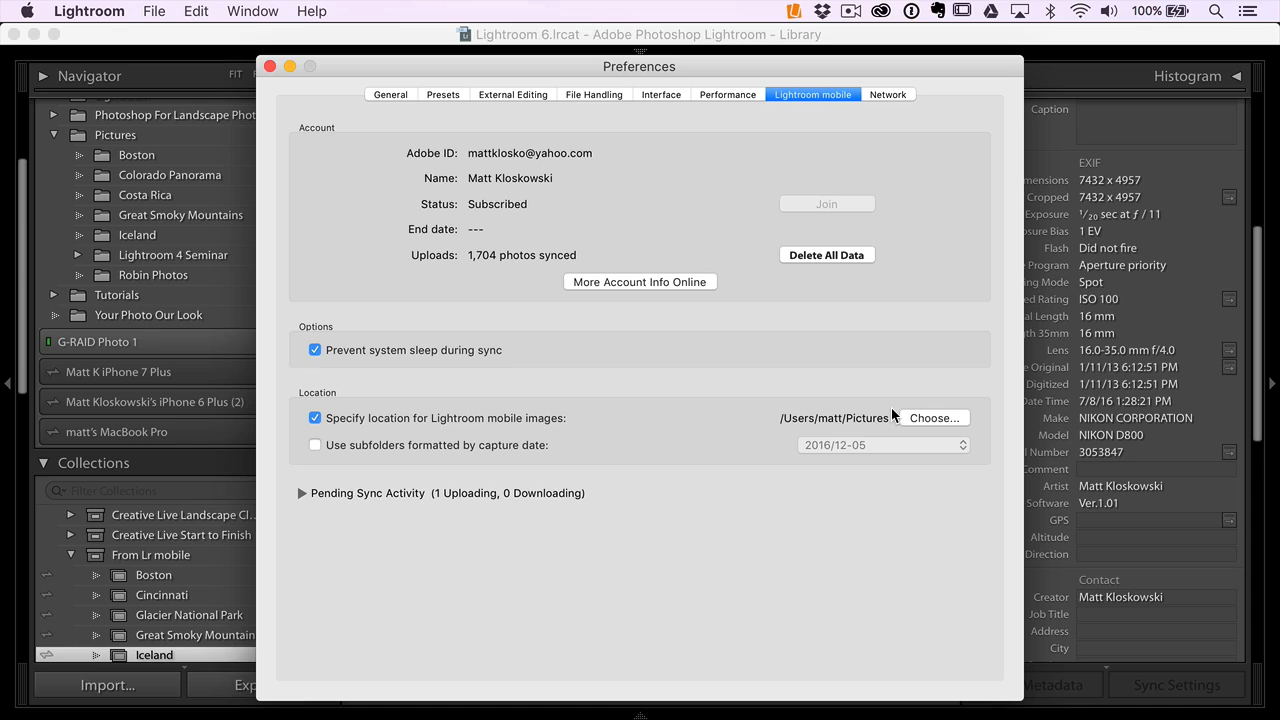 Lightroom File Edit Window Help 100%
Lightroom 6.lrcat - Adobe Photoshop Lightroom - Library
Preferences
Navigator FIT
Histogram
General Presets External Editing File Handling Interface Performance Lightroom mobile Network
Photoshop For Landscape Phot
Pictures
Boston
Colorado Panorama
Costa Rica
Great Smoky Mountains
Iceland
Lightroom 4 Seminar
Robin Photos
Tutorials
Your Photo Our Look
G-RAID Photo 1
Matt K iPhone 7 Plus
Matt Kloskowski's iPhone 6 Plus (2)
matt's MacBook Pro
Collections
Filter Collections
Creative Live Landscape Cl...
Creative Live Start to Finish
From Lr mobile
Boston
Cincinnati
Glacier National Park
Great Smoky Mountain
Iceland
Import...
Exp
Account
Adobe ID: mattklosko@yahoo.com
Name: Matt Kloskowski
Status: Subscribed Join
End date: ---
Uploads: 1,704 photos synced Delete All Data
More Account Info Online
Options
Prevent system sleep during sync
Location
Specify location for Lightroom mobile images: /Users/matt/Pictures Choose...
Use subfolders formatted by capture date: 2016/12-05
Pending Sync Activity (1 Uploading, 0 Downloading)
Caption
EXIF
mensions 7432 x 4957
Cropped 7432 x 4957
Exposure 1/20 sec at ƒ / 11
osure Bias 1 EV
Flash Did not fire
e Program Aperture priority
ing Mode Spot
ed Rating ISO 100
al Length 16 mm
th 35mm 16 mm
Lens 16.0-35.0 mm f/4.0
e Original 1/11/13 6:12:51 PM
Digitized 1/11/13 6:12:51 PM
Date Time 7/8/16 1:28:21 PM
Make NIKON CORPORATION
Model NIKON D800
l Number 3053847
Comment
Artist Matt Kloskowski
Software Ver.1.01
GPS
Altitude
Direction
Contact
Creator Matt Kloskowski
Job Title
Address
City
Metadata
Sync Settings